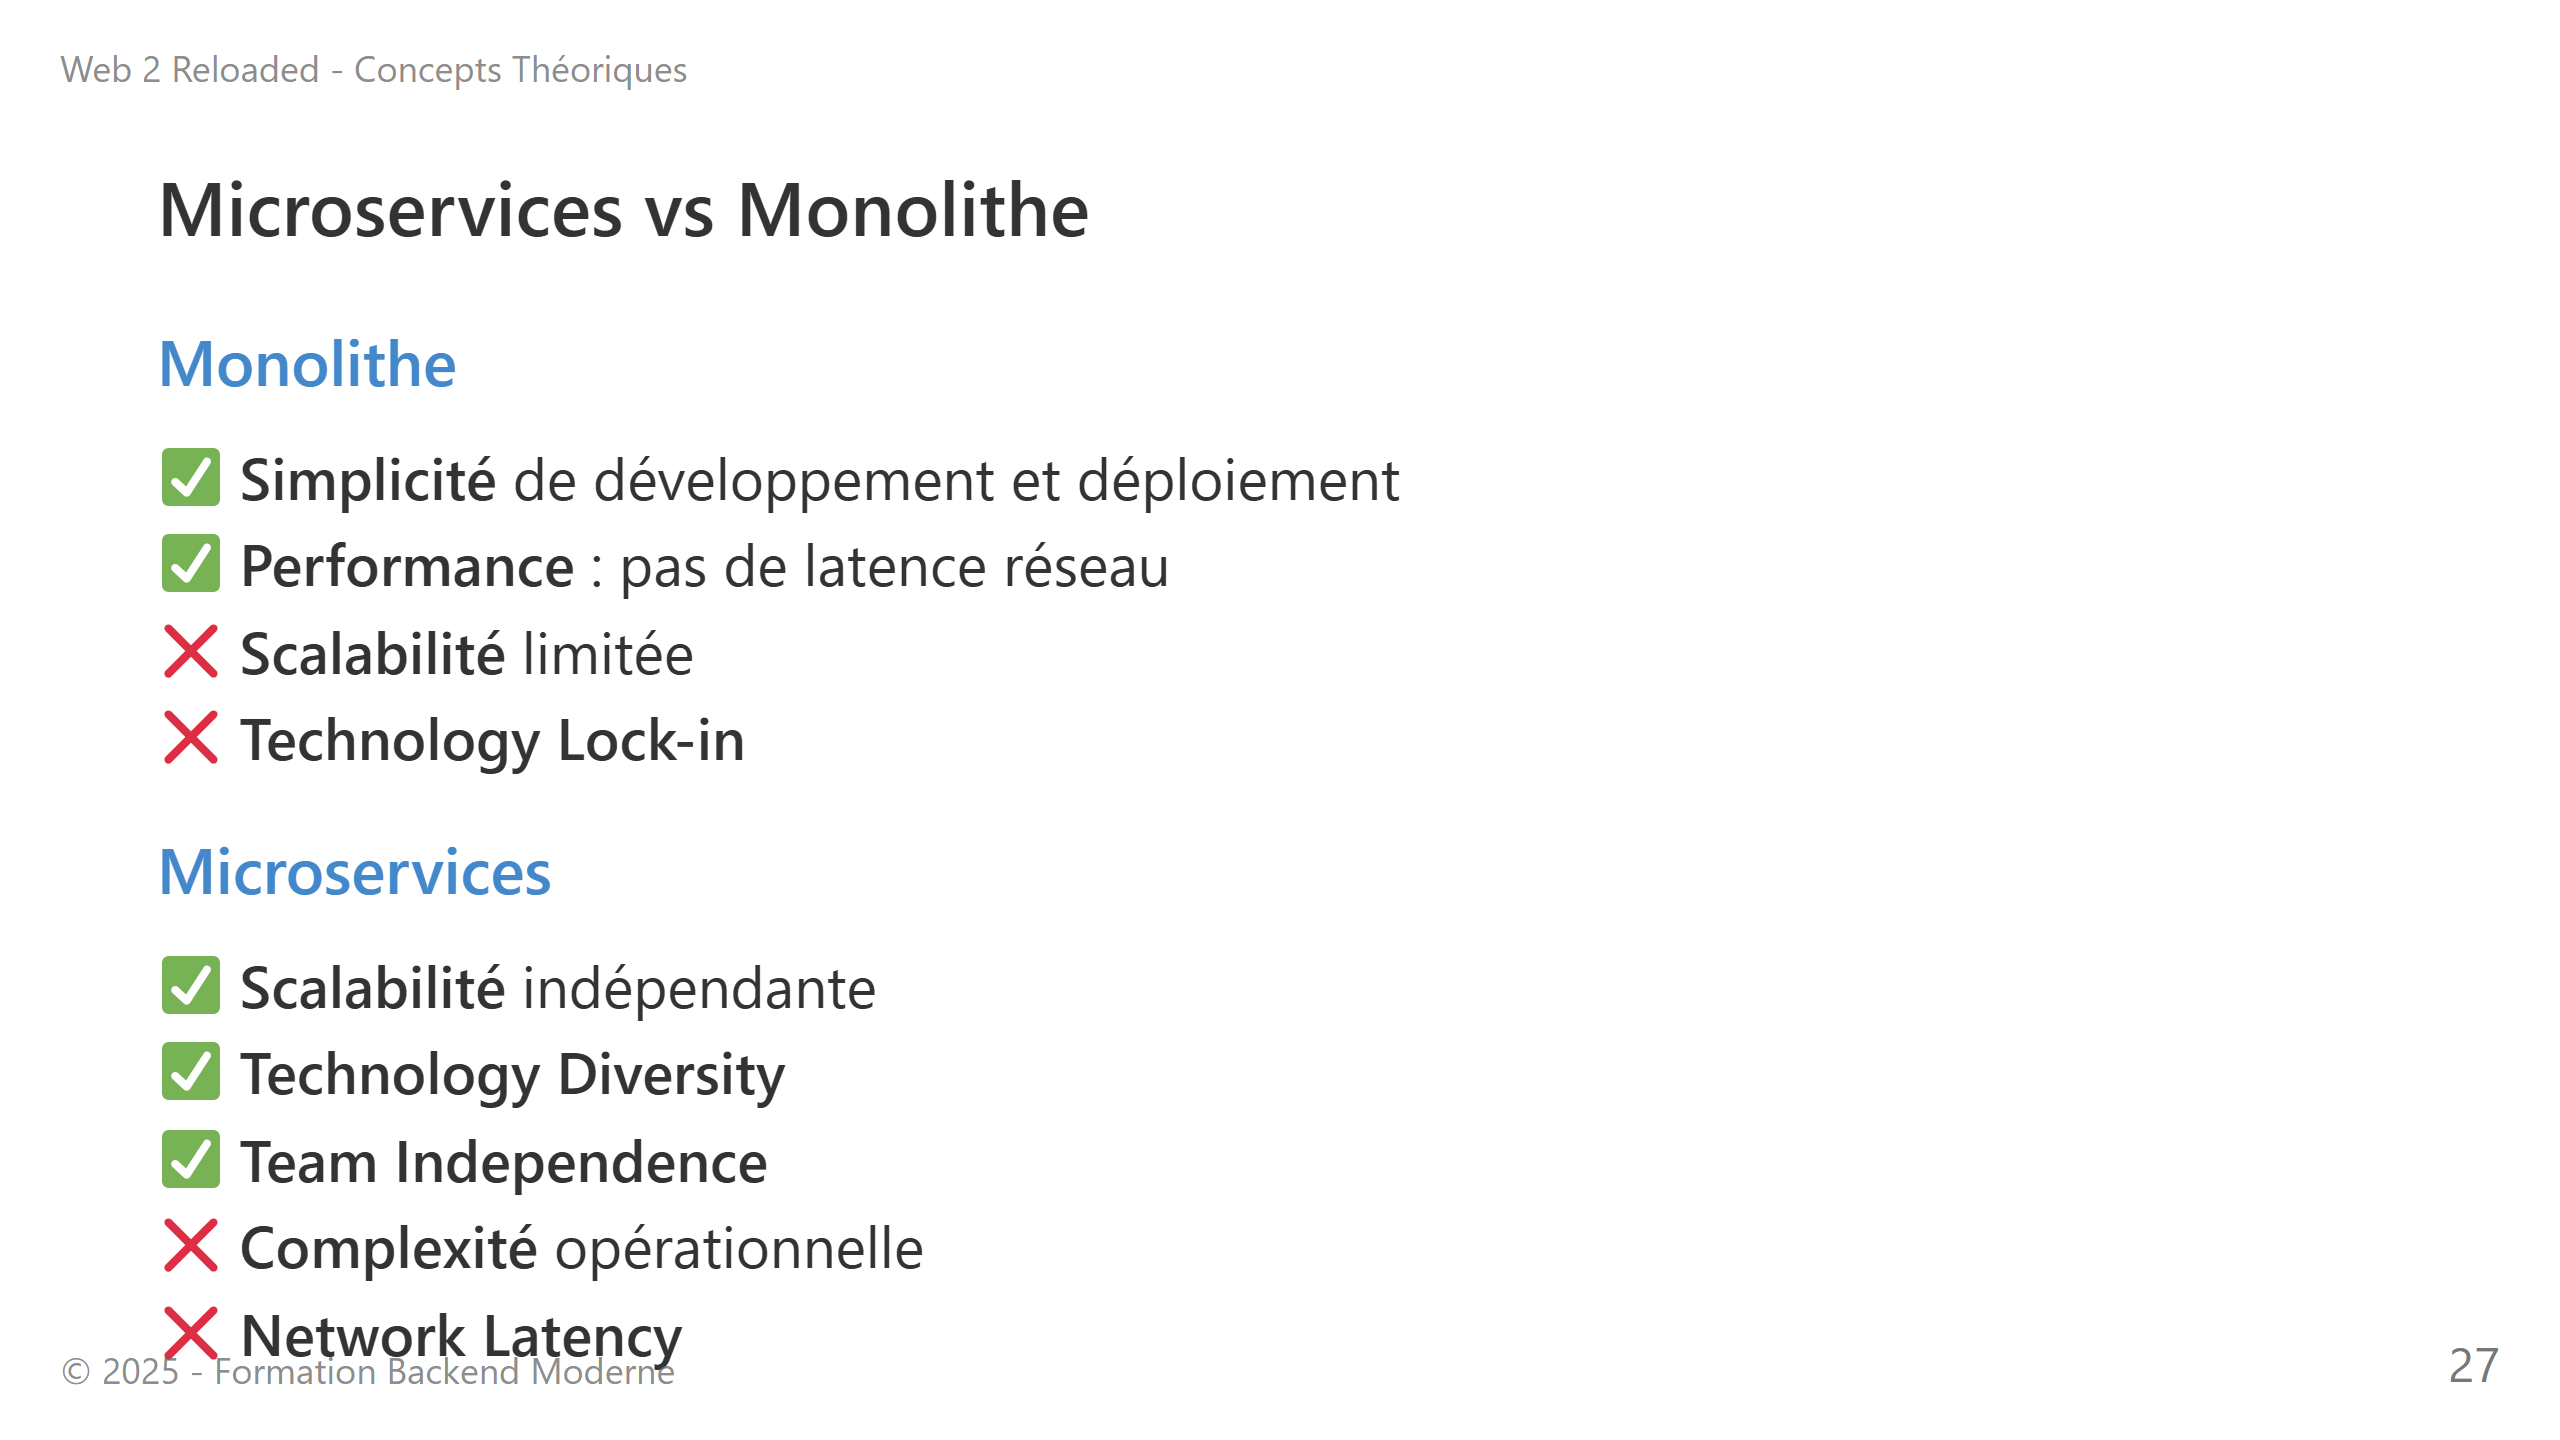 Web 2 Reloaded - Concepts Théoriques
Microservices vs Monolithe
Monolithe
✅ Simplicité de développement et déploiement
✅ Performance : pas de latence réseau
❌ Scalabilité limitée
❌ Technology Lock-in
Microservices
✅ Scalabilité indépendante
✅ Technology Diversity
✅ Team Independence
❌ Complexité opérationnelle
❌ Network Latency
© 2025 - Formation Backend Moderne
27